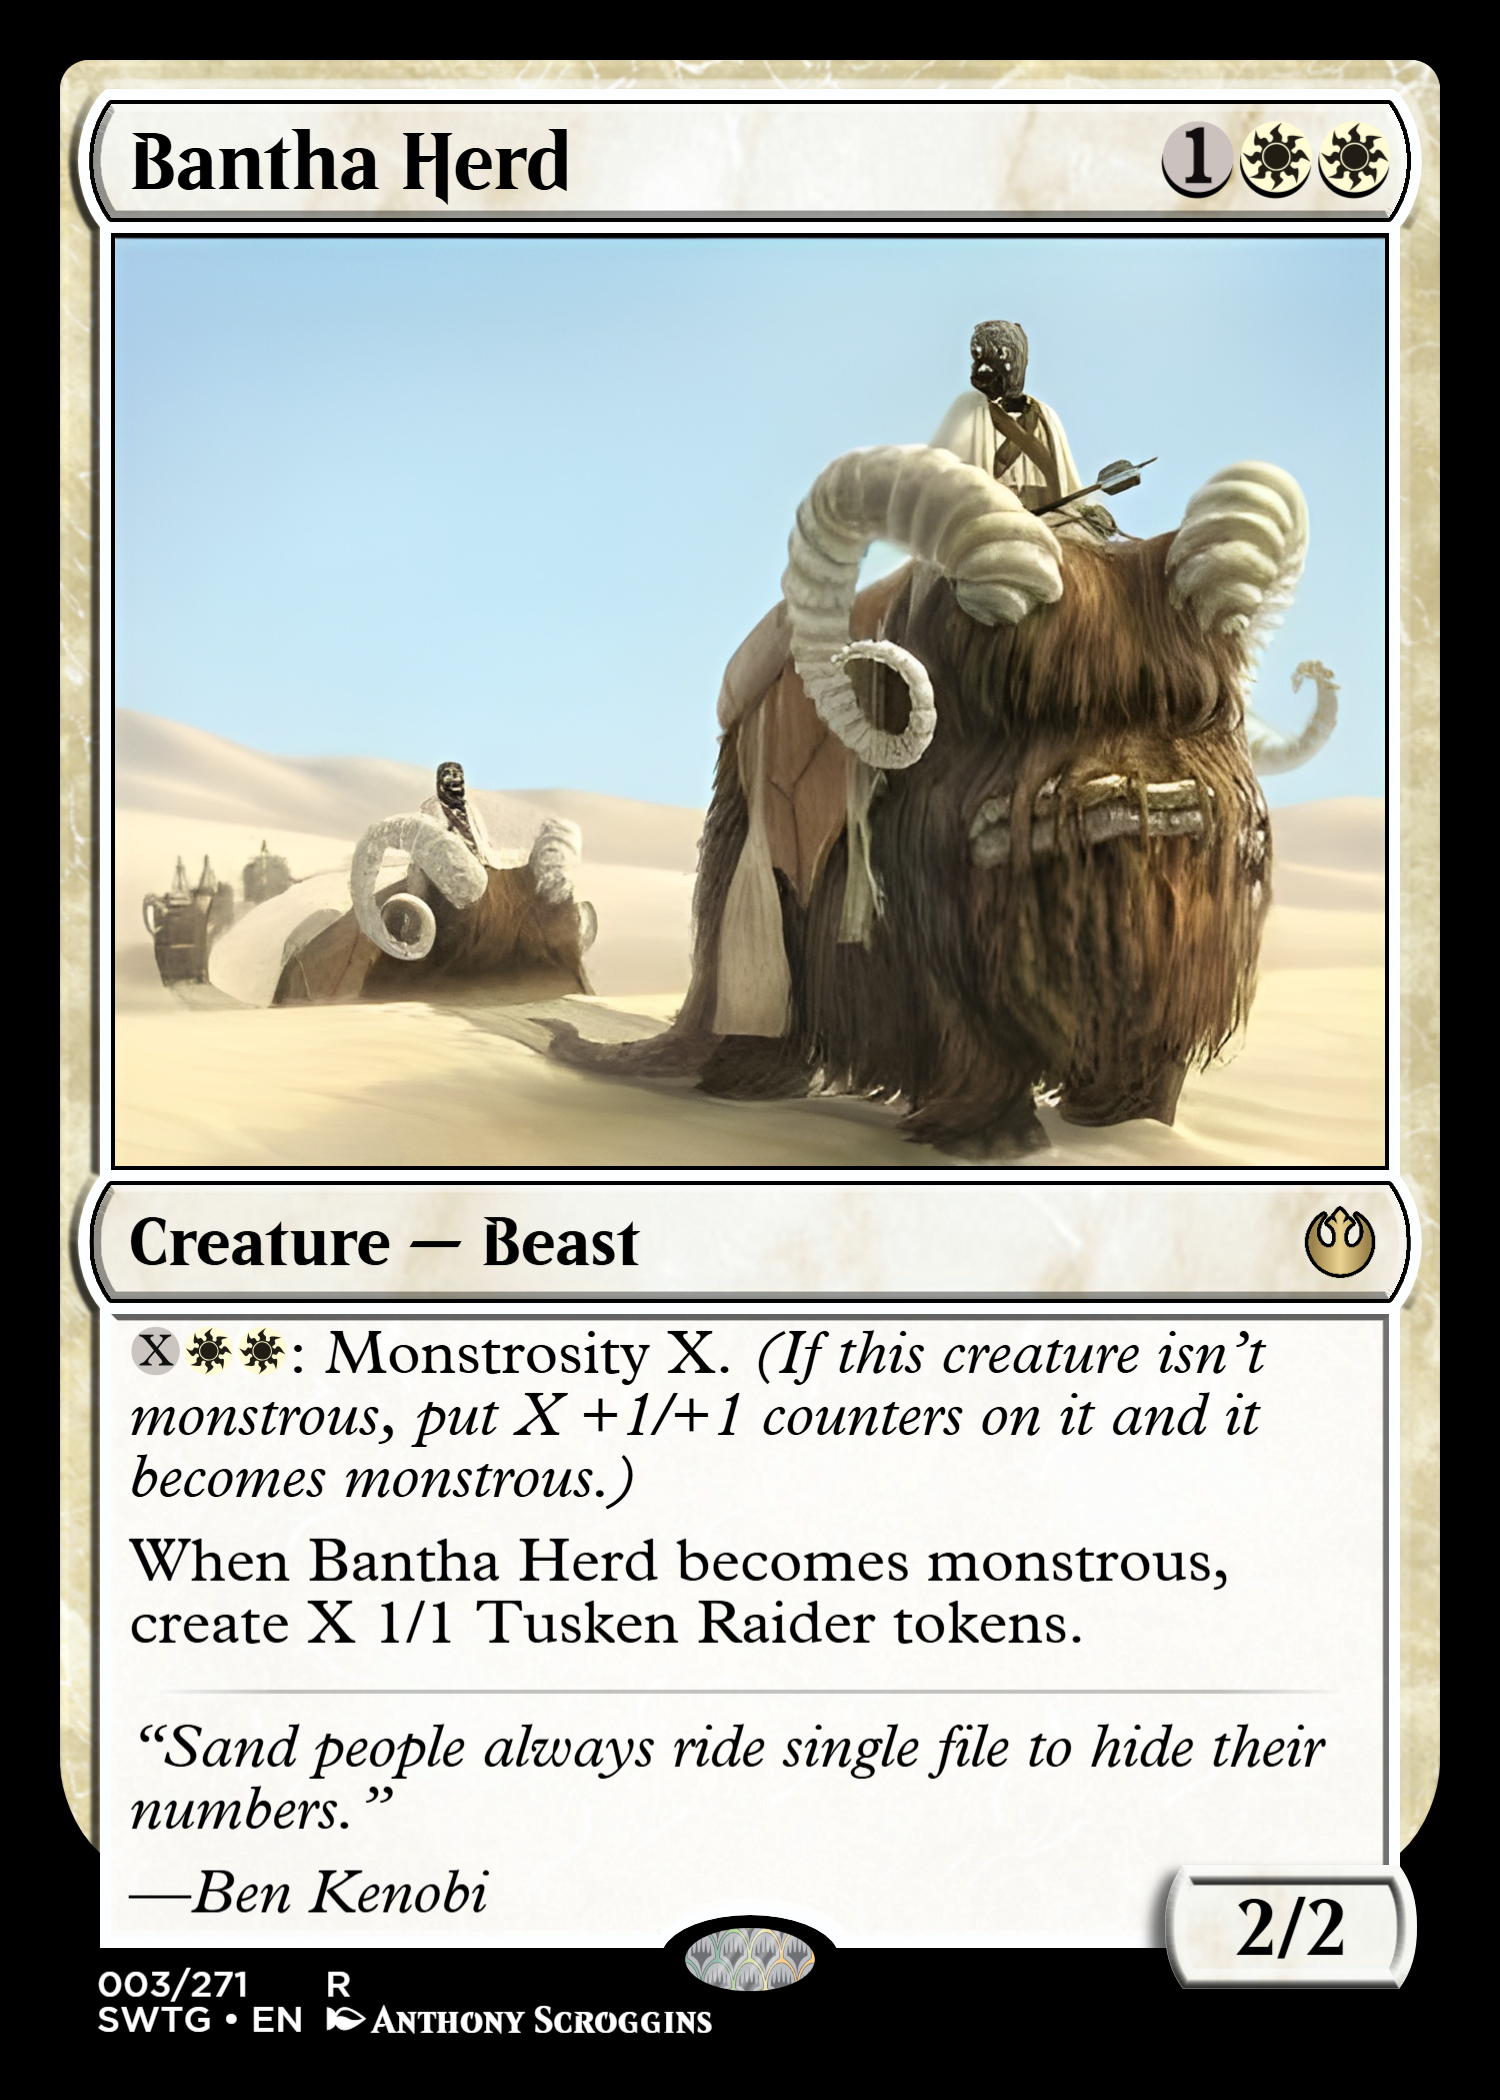 Bantha Herd 1
Creature — Beast
X: Monstrosity X. (If this creature isn't
monstrous, put X +1/+1 counters on it and it
becomes monstrous.)
When Bantha Herd becomes monstrous,
create X 1/1 Tusken Raider tokens.
“Sand people always ride single file to hide their
numbers.”
—Ben Kenobi
2/2
003/271 R
SWTG • EN Anthony Scroggins